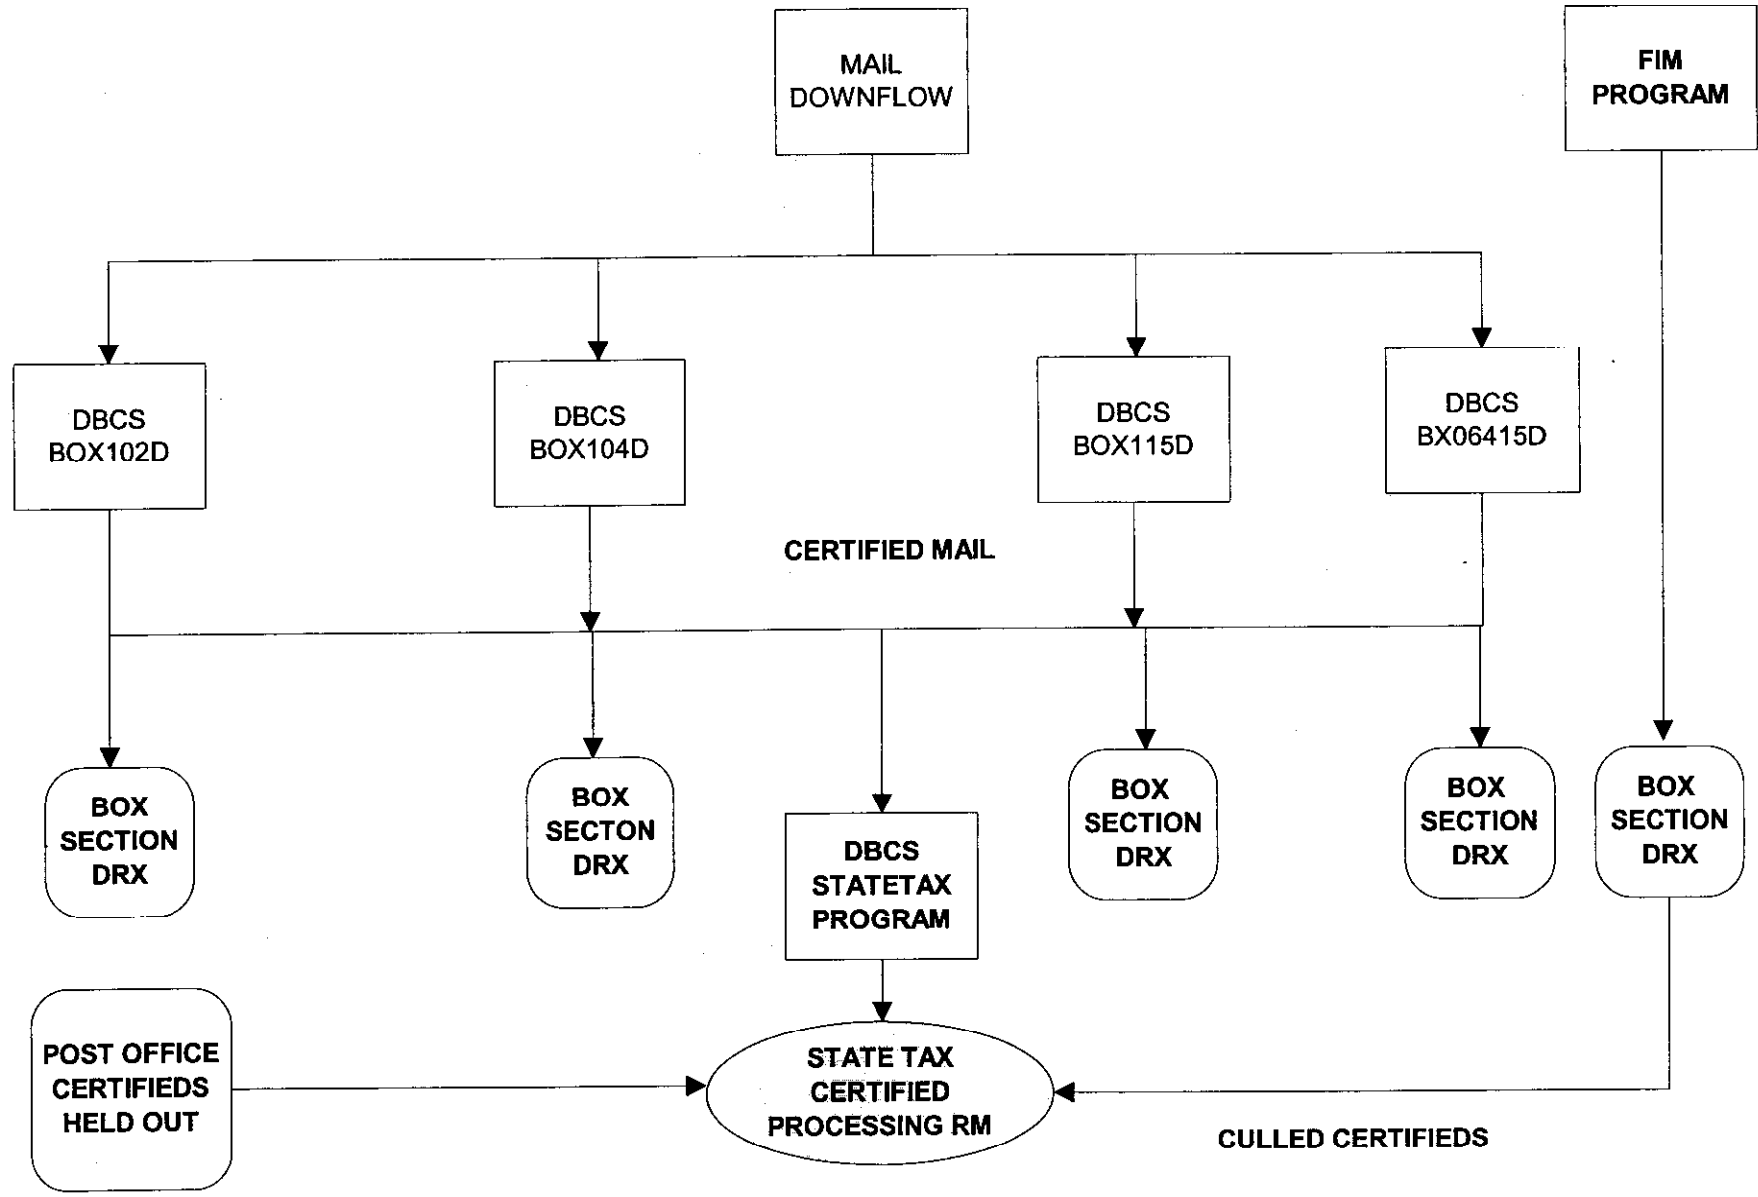 MAIL
DOWNFLOW
FIM
PROGRAM
DBCS
BOX102D
DBCS
BOX104D
DBCS
BOX115D
DBCS
BX06415D
CERTIFIED MAIL
BOX
SECTION
DRX
BOX
SECTON
DRX
DBCS
STATETAX
PROGRAM
BOX
SECTION
DRX
BOX
SECTION
DRX
BOX
SECTION
DRX
POST OFFICE
CERTIFIEDS
HELD OUT
STATE TAX
CERTIFIED
PROCESSING RM
CULLED CERTIFIEDS